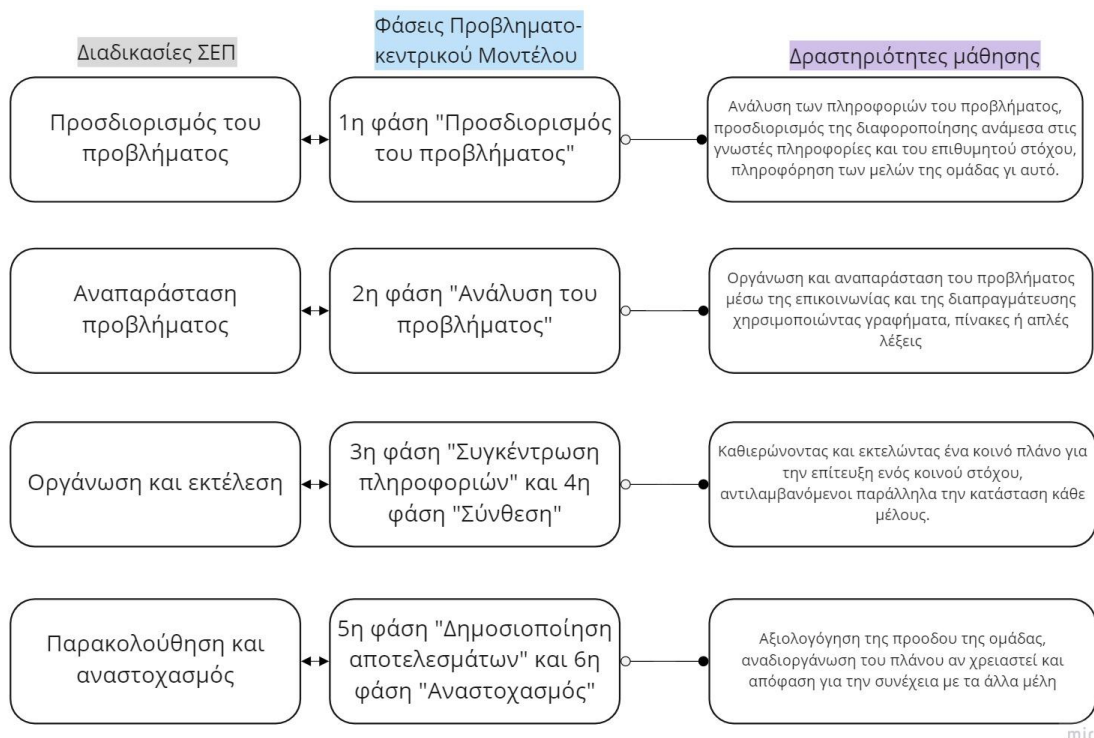 Διαδικασίες ΣΕΠ
Φάσεις Προβληματο-
κεντρικού Μοντέλου
Δραστηριότητες μάθησης
Προσδιορισμός του
προβλήματος
1η φάση "Προσδιορισμός
του προβλήματος"
Ανάλυση των πληροφοριών του προβλήματος,
προσδιορισμός της διαφοροποίησης ανάμεσα στις
γνωστές πληροφορίες και του επιθυμητού στόχου,
πληροφόρηση των μελών της ομάδας γι αυτό.
Αναπαράσταση
προβλήματος
2η φάση "Ανάλυση του
προβλήματος"
Οργάνωση και αναπαράσταση του προβλήματος
μέσω της επικοινωνίας και της διαπραγμάτευσης
χηρσιμοποιώντας γραφήματα, πίνακες ή απλές
λέξεις
Οργάνωση και εκτέλεση
3η φάση "Συγκέντρωση
πληροφοριών" και 4η
φάση "Σύνθεση"
Καθιερώνοντας και εκτελώντας ένα κοινό πλάνο για
την επίτευξη ενός κοινού στόχου,
αντιλαμβανόμενοι παράλληλα την κατάσταση κάθε
μέλους.
Παρακολούθηση και
αναστοχασμός
5η φάση "Δημοσιοποίηση
αποτελεσμάτων" και 6η
φάση "Αναστοχασμός"
Αξιολογόγηση της προοδου της ομάδας,
αναδιοργάνωση του πλάνου αν χρειαστεί και
απόφαση για την συνέχεια με τα άλλα μέλη